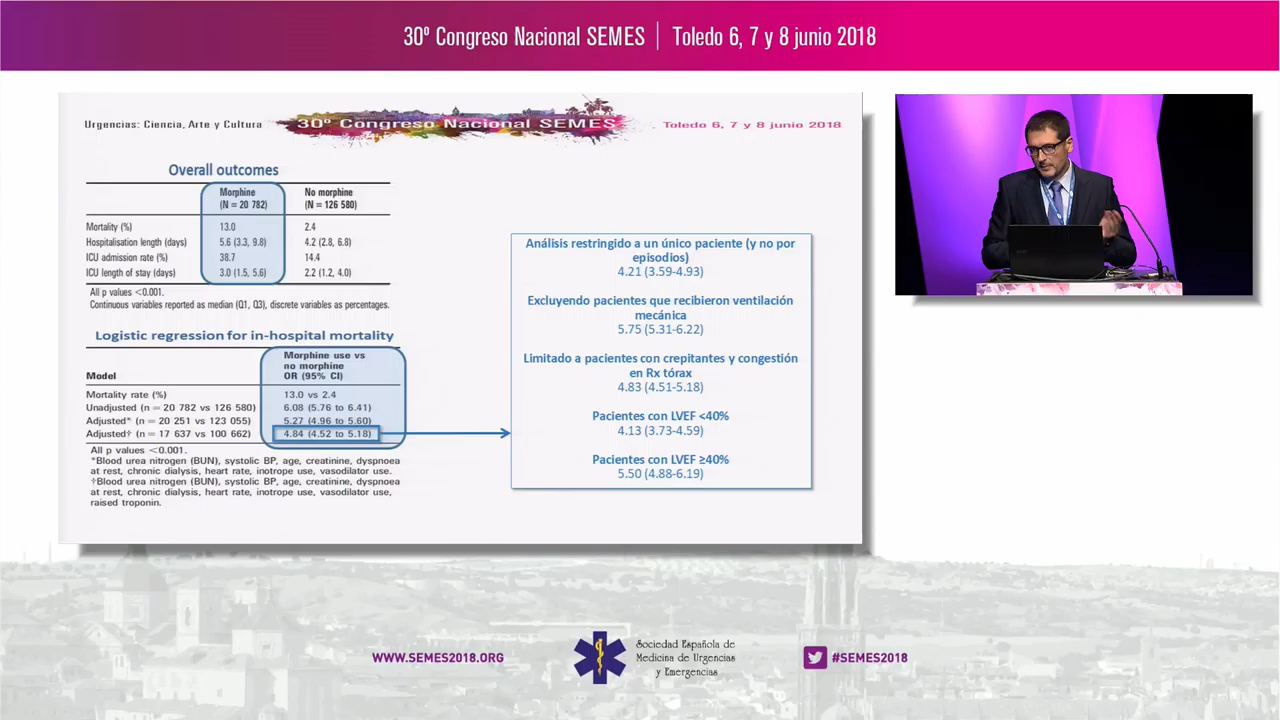 30º Congreso Nacional SEMES | Toledo 6, 7 y 8 junio 2018
Urgencias: Ciencia, Arte y Cultura
30º Congreso Nacional SEMES
Toledo 6, 7 y 8 junio 2018
Overall outcomes
Morphine No morphine
(N = 20 782) (N = 126 580)
Mortality (%) 13.0 2.4
Hospitalisation length (days) 5.6 (3.3, 9.8) 4.2 (2.8, 6.8)
ICU admission rate (%) 38.7 14.4
ICU length of stay (days) 3.0 (1.5, 5.6) 2.2 (1.2, 4.0)
All p values <0.001.
Continuous variables reported as median (Q1, Q3), discrete variables as percentages.
Logistic regression for in-hospital mortality
Morphine use vs
no morphine
Model OR (95% CI)
Mortality rate (%) 13.0 vs 2.4
Unadjusted (n = 20 782 vs 126 580) 6.08 (5.76 to 6.41)
Adjusted* (n = 20 251 vs 123 055) 5.27 (4.96 to 5.60)
Adjusted† (n = 17 637 vs 100 662) 4.84 (4.52 to 5.18)
All p values <0.001.
*Blood urea nitrogen (BUN), systolic BP, age, creatinine, dyspnoea
at rest, chronic dialysis, heart rate, inotrope use, vasodilator use.
†Blood urea nitrogen (BUN), systolic BP, age, creatinine, dyspnoea
at rest, chronic dialysis, heart rate, inotrope use, vasodilator use,
raised troponin.
Análisis restringido a un único paciente (y no por
episodios)
4.21 (3.59-4.93)
Excluyendo pacientes que recibieron ventilación
mecánica
5.75 (5.31-6.22)
Limitado a pacientes con crepitantes y congestión
en Rx tórax
4.83 (4.51-5.18)
Pacientes con LVEF <40%
4.13 (3.73-4.59)
Pacientes con LVEF ≥40%
5.50 (4.88-6.19)
WWW.SEMES2018.ORG
Sociedad Española de
Medicina de Urgencias
y Emergencias
#SEMES2018